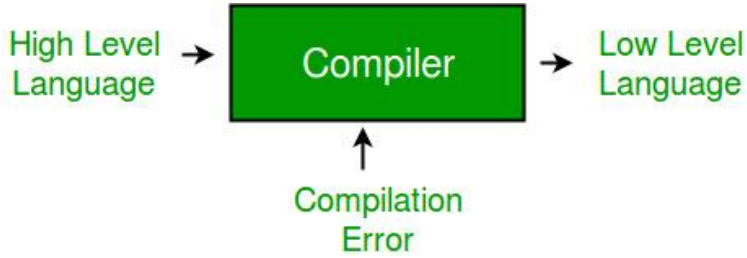 High Level
Language
Compiler
Low Level
Language
Compilation
Error